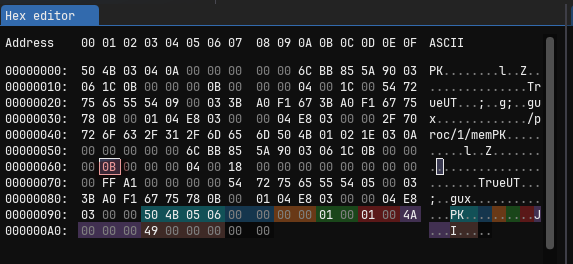 Hex editor
Address 00 01 02 03 04 05 06 07 08 09 0A 0B 0C 0D 0E 0F ASCII
00000000: 50 4B 03 04 0A 00 00 00 00 00 6C BB 85 5A 90 03 PK........l..Z..
00000010: 06 1C 0B 00 00 00 0B 00 00 00 04 00 1C 00 54 72 ..............Tr
00000020: 75 65 55 54 09 00 03 3B A0 F1 67 3B A0 F1 67 75 ueUT...;..g;..gu
00000030: 78 0B 00 01 04 E8 03 00 00 04 E8 03 00 00 2F 70 x............./p
00000040: 72 6F 63 2F 31 2F 6D 65 6D 50 4B 01 02 1E 03 0A roc/1/memPK.....
00000050: 00 00 00 00 00 6C BB 85 5A 90 03 06 1C 0B 00 00 .....l..Z.......
00000060: 00 0B 00 00 00 04 00 18 00 00 00 00 00 00 00 00 ................
00000070: 00 FF A1 00 00 00 00 54 72 75 65 55 54 05 00 03 .......TrueUT...
00000080: 3B A0 F1 67 75 78 0B 00 01 04 E8 03 00 00 04 E8 ;..gux..........
00000090: 03 00 00 50 4B 05 06 00 00 00 00 01 00 01 00 4A ...PK..........J
000000A0: 00 00 00 49 00 00 00 00 00 ...I.....